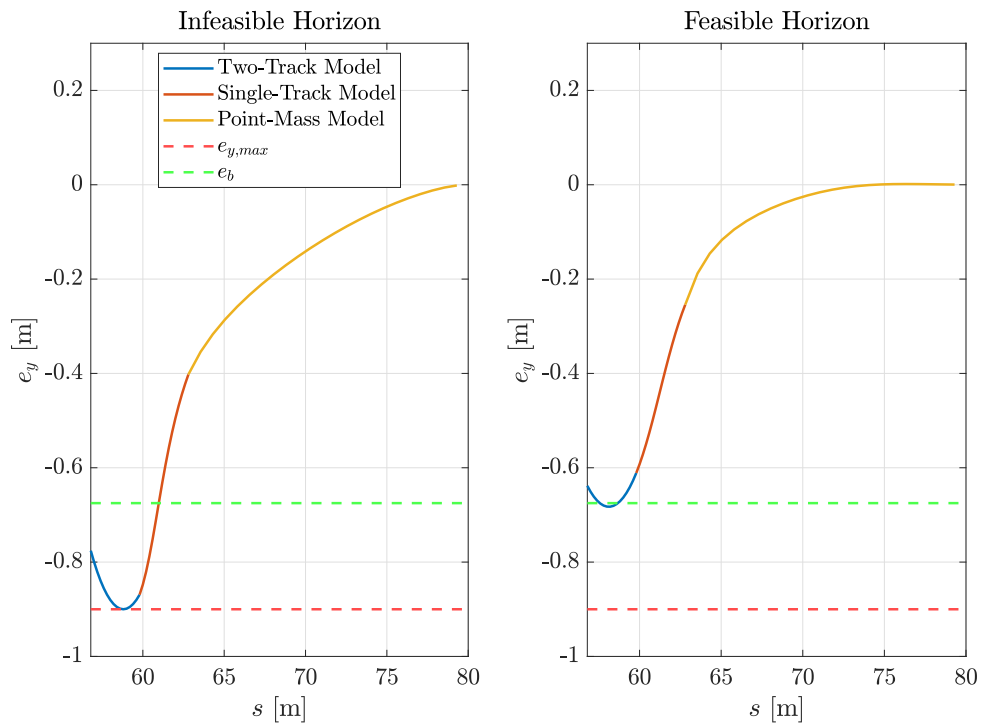 Infeasible Horizon
Two-Track Model
Single-Track Model
Point-Mass Model
e_{y,max}
e_b
0.2
0
-0.2
-0.4
-0.6
-0.8
-1
e_y [m]
60
65
70
75
80
s [m]
Feasible Horizon
0.2
0
-0.2
-0.4
-0.6
-0.8
-1
e_y [m]
60
65
70
75
80
s [m]